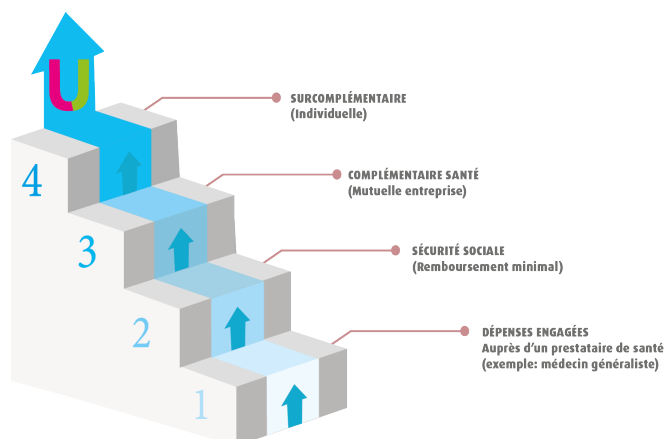 U
SURCOMPLÉMENTAIRE
(Individuelle)
4
COMPLÉMENTAIRE SANTÉ
(Mutuelle entreprise)
3
SÉCURITÉ SOCIALE
(Remboursement minimal)
2
DÉPENSES ENGAGÉES
Auprès d'un prestataire de santé
(exemple: médecin généraliste)
1